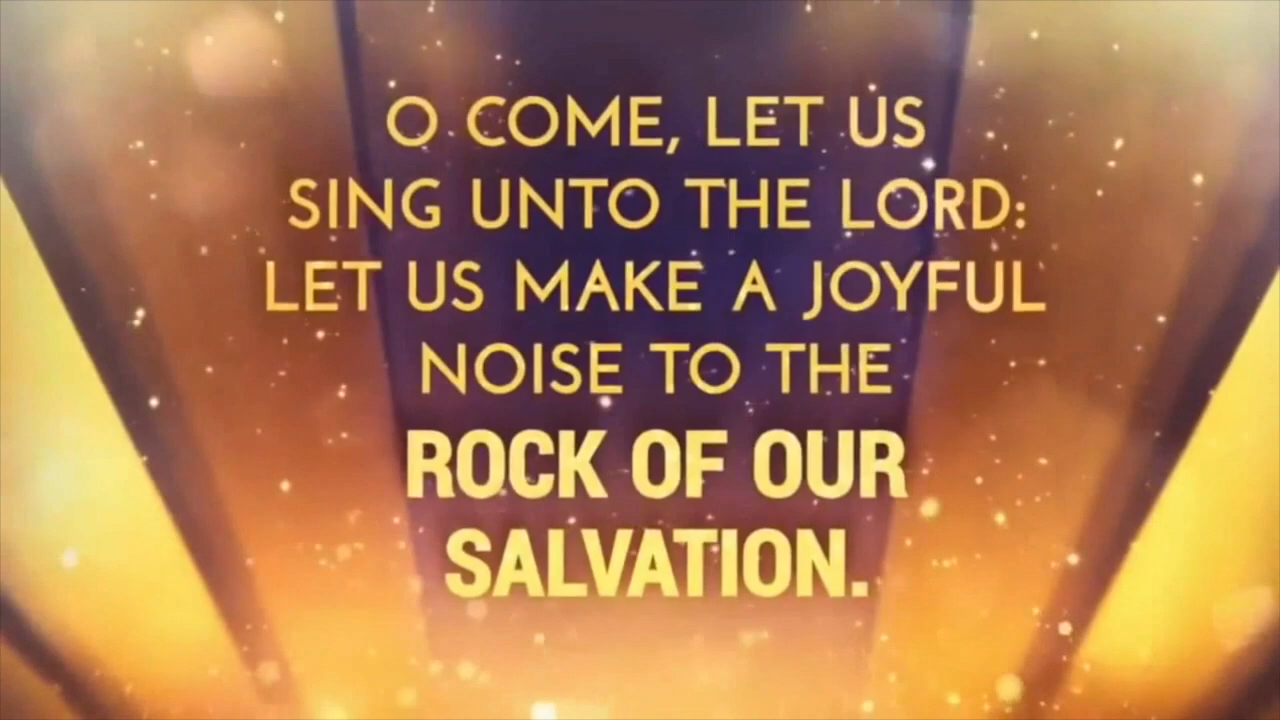 O COME, LET US
SING UNTO THE LORD:
LET US MAKE A JOYFUL
NOISE TO THE
ROCK OF OUR
SALVATION.